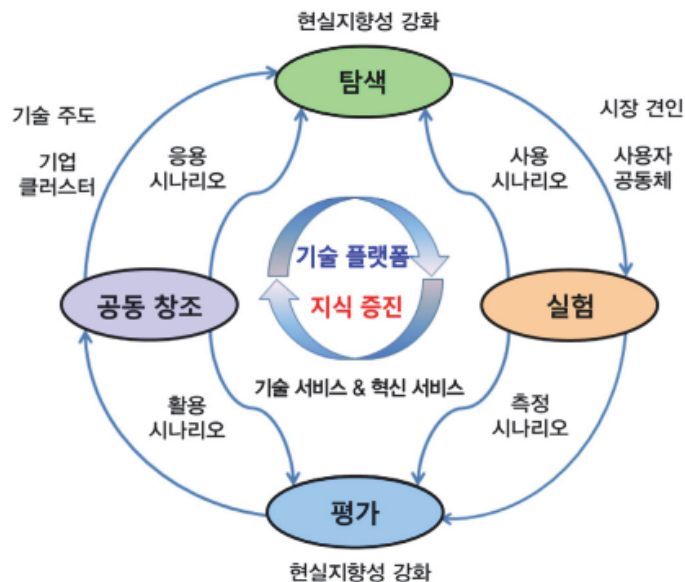 현실지향성 강화
탐색
기술 주도
시장 견인
기업
클러스터
응용
시나리오
사용
시나리오
사용자
공동체
기술 플랫폼
지식 증진
공동 창조
실험
기술 서비스 & 혁신 서비스
활용
시나리오
측정
시나리오
평가
현실지향성 강화